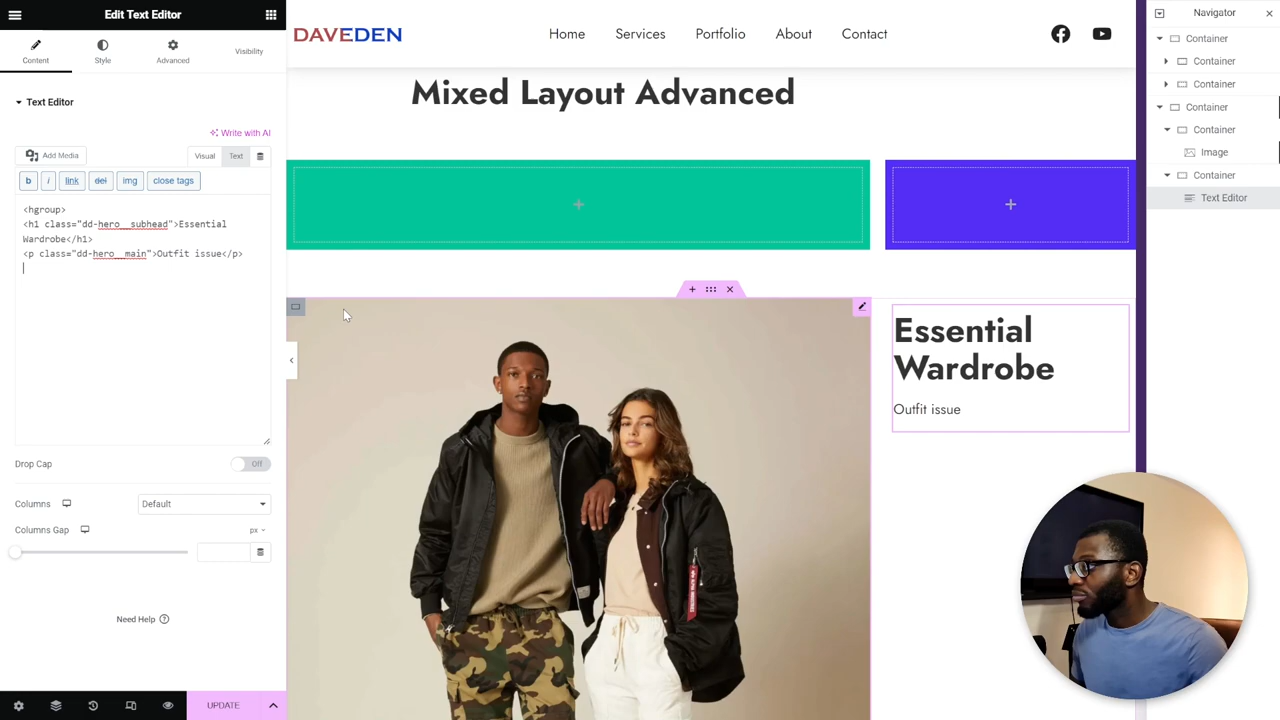 Edit Text Editor
Content
Style
Advanced
Visibility
Text Editor
Write with AI
Add Media
Visual
Text
b
i
link
del
img
close tags
<hgroup>
<h1 class="dd-hero__subhead">Essential
Wardrobe</h1>
<p class="dd-hero__main">Outfit issue</p>
Drop Cap
Off
Columns
Default
Columns Gap
px
Need Help
UPDATE
DAVEDEN
Home
Services
Portfolio
About
Contact
Mixed Layout Advanced
Essential
Wardrobe
Outfit issue
Navigator
Container
Container
Container
Container
Container
Image
Container
Text Editor